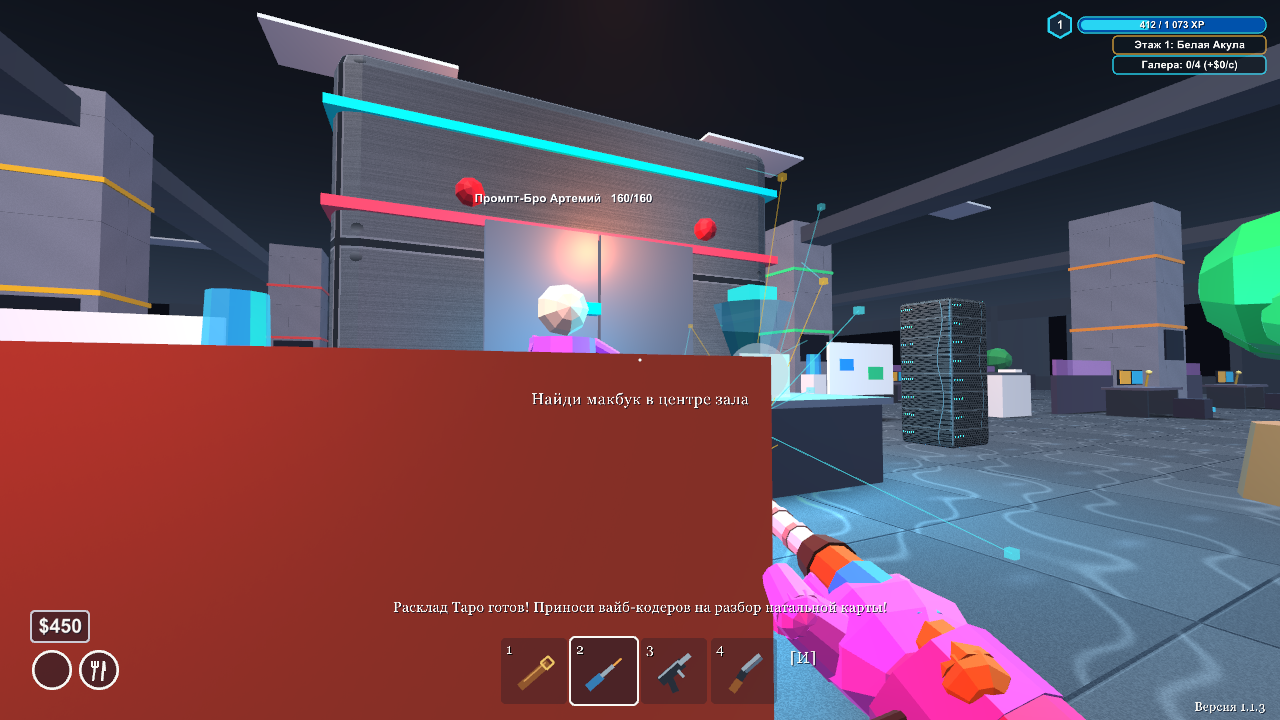 1
412 / 1 073 XP
Этаж 1: Белая Акула
Галера: 0/4 (+$0/с)
Промпт-Бро Артемий 160/160
Найди макбук в центре зала
Расклад Таро готов! Приноси вайб-кодеров на разбор натальной карты!
$450
1
2
3
4
[И]
Версия 1.1.3